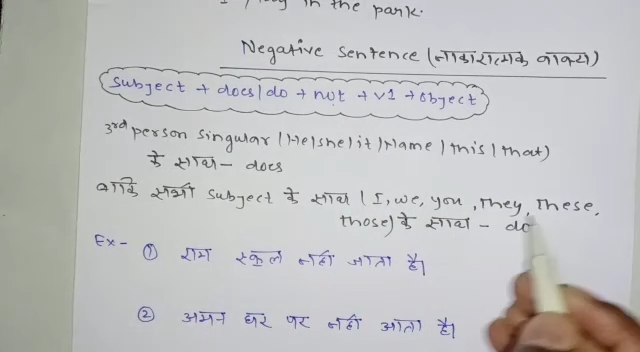 in the park.
Negative sentence (नाकारात्मक वाक्य)
Subject + does/do + not + v1 + object
3rd person singular (He/she/it/Name/this/that)
के साथ - does
बाकि सभी subject के साथ (I, we, you, They, These,
those) के साथ - do
Ex- ① राम स्कूल नहीं जाता है।
② अमन घर पर नहीं आता है।